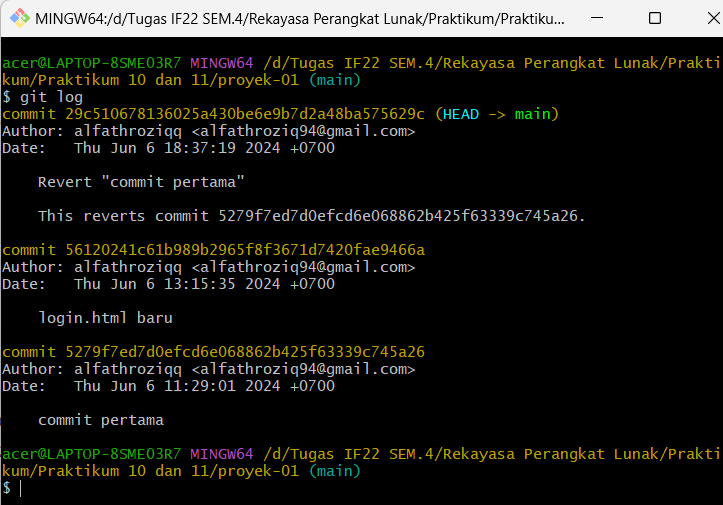 MINGW64:/d/Tugas IF22 SEM.4/Rekayasa Perangkat Lunak/Praktikum/Praktiku...
acer@LAPTOP-8SME03R7 MINGW64 /d/Tugas IF22 SEM.4/Rekayasa Perangkat Lunak/Prakti
kum/Praktikum 10 dan 11/proyek-01 (main)
$ git log
commit 29c510678136025a430be6e9b7d2a48ba575629c (HEAD -> main)
Author: alfathroziqq <alfathroziq94@gmail.com>
Date:   Thu Jun 6 18:37:19 2024 +0700
Revert "commit pertama"
This reverts commit 5279f7ed7d0efcd6e068862b425f63339c745a26.
commit 56120241c61b989b2965f8f3671d7420fae9466a
Author: alfathroziqq <alfathroziq94@gmail.com>
Date:   Thu Jun 6 13:15:35 2024 +0700
login.html baru
commit 5279f7ed7d0efcd6e068862b425f63339c745a26
Author: alfathroziqq <alfathroziq94@gmail.com>
Date:   Thu Jun 6 11:29:01 2024 +0700
commit pertama
acer@LAPTOP-8SME03R7 MINGW64 /d/Tugas IF22 SEM.4/Rekayasa Perangkat Lunak/Prakti
kum/Praktikum 10 dan 11/proyek-01 (main)
$